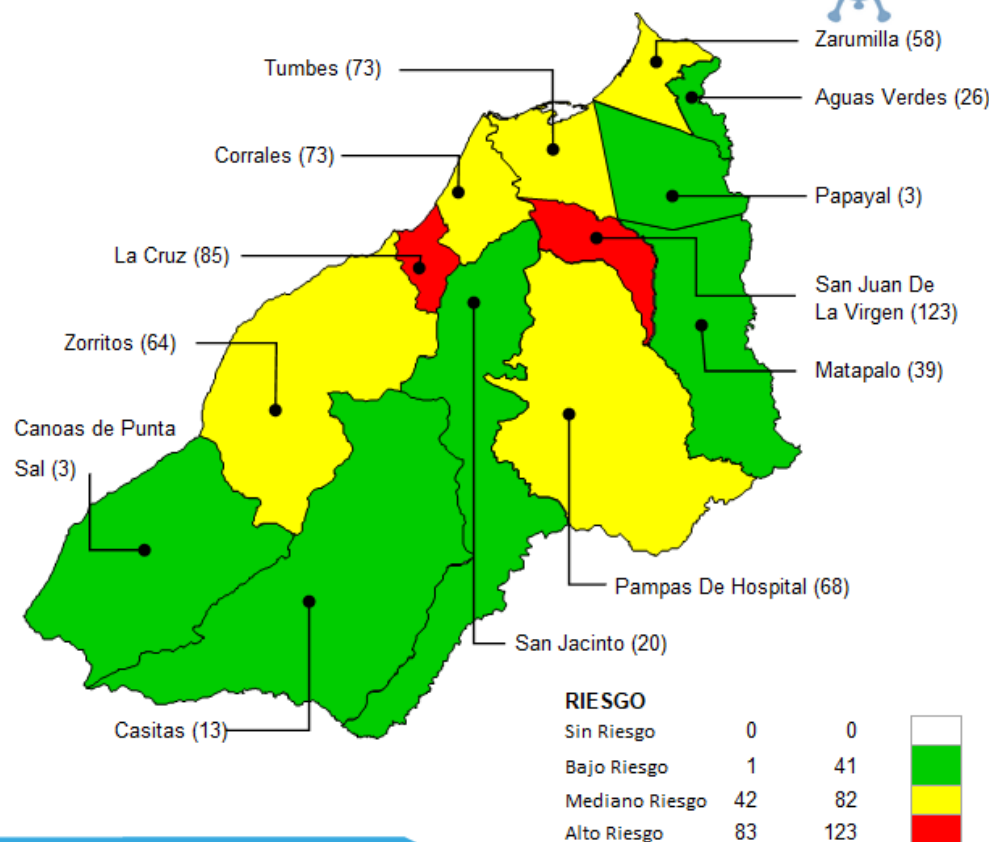 Zarumilla (58)
Tumbes (73)
Aguas Verdes (26)
Corrales (73)
Papayal (3)
La Cruz (85)
San Juan De
La Virgen (123)
Zorritos (64)
Matapalo (39)
Canoas de Punta
Sal (3)
Pampas De Hospital (68)
San Jacinto (20)
Casitas (13)
RIESGO
Sin Riesgo 0 0
Bajo Riesgo 1 41
Mediano Riesgo 42 82
Alto Riesgo 83 123